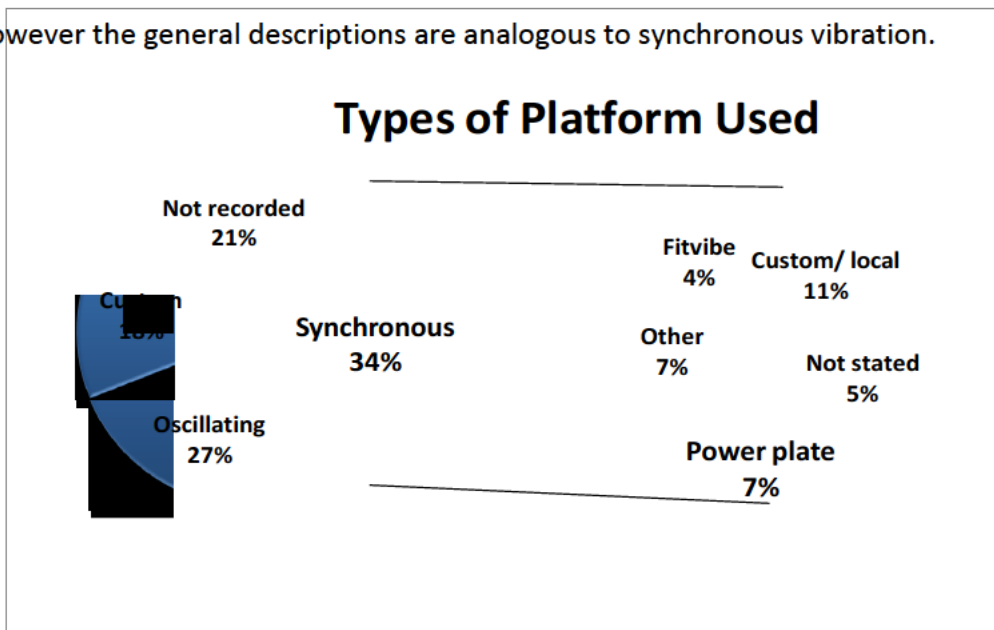 owever the general descriptions are analogous to synchronous vibration.
Types of Platform Used
Not recorded
21%
Fitvibe
4%
Custom/ local
11%
18%
Synchronous
34%
Other
7%
Not stated
5%
Oscillating
27%
Power plate
7%